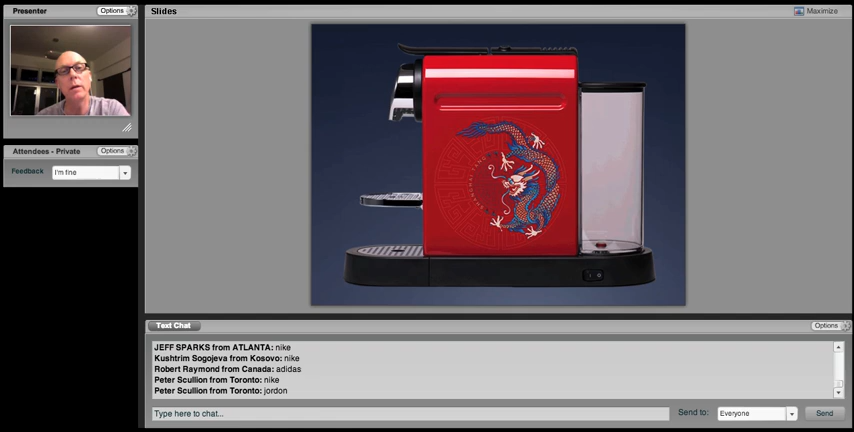 Presenter
Options
Attendees - Private
Options
Feedback
I'm fine
Slides
Maximize
Text Chat
Options
JEFF SPARKS from ATLANTA: nike
Kushtrim Sogojeva from Kosovo: nike
Robert Raymond from Canada: adidas
Peter Scullion from Toronto: nike
Peter Scullion from Toronto: jordon
Type here to chat...
Send to:
Everyone
Send